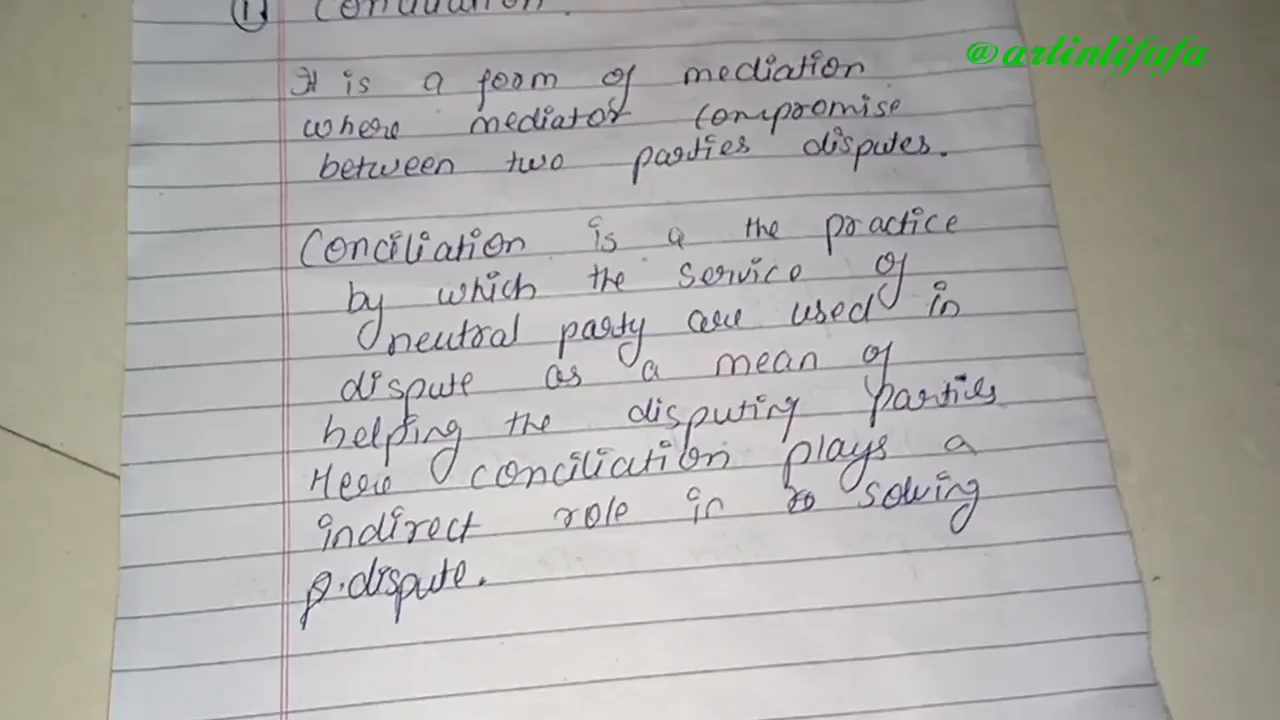 ① Conciliation.
@artinlifafa
It is a form of mediation
where mediator compromise
between two parties disputes.
Conciliation is a the practice
by which the service of
neutral party are used in
dispute as a mean of
helping the disputing parties
Here conciliation plays a
indirect role in solving
dispute.